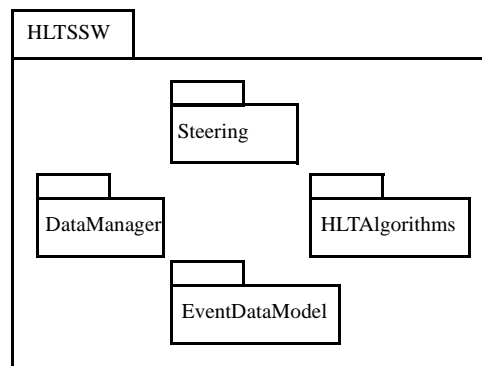 HLTSSW
Steering
DataManager
HLTAlgorithms
EventDataModel